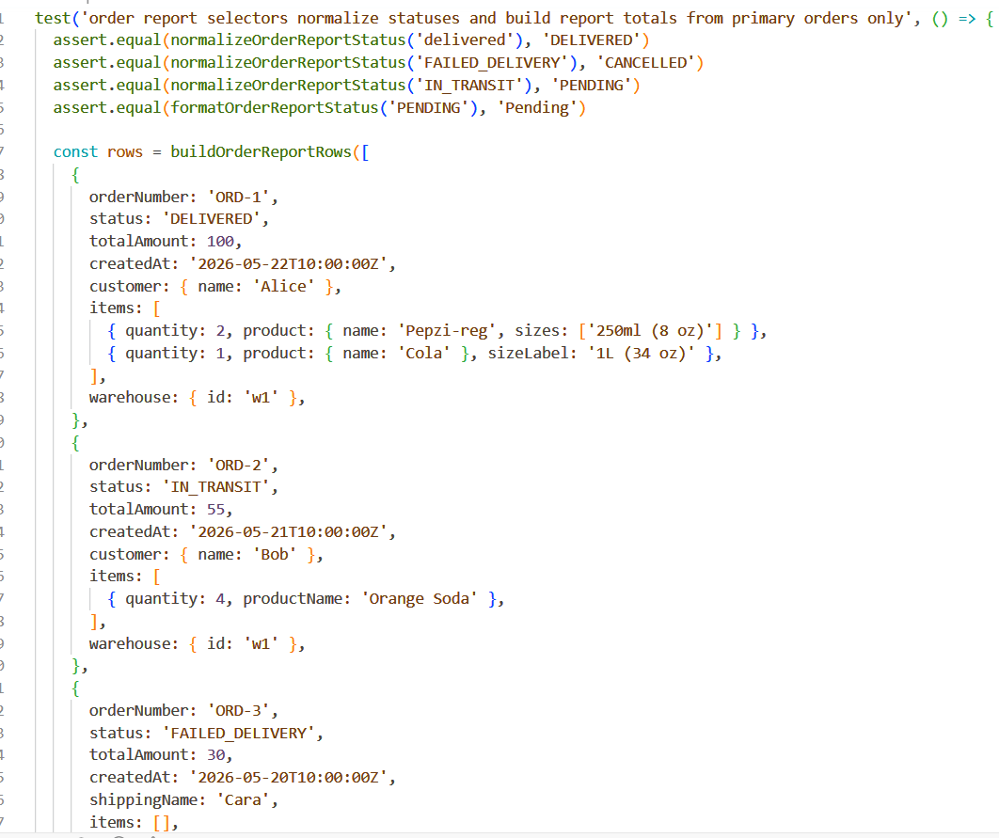 test('order report selectors normalize statuses and build report totals from primary orders only', () => {
  assert.equal(normalizeOrderReportStatus('delivered'), 'DELIVERED')
  assert.equal(normalizeOrderReportStatus('FAILED_DELIVERY'), 'CANCELLED')
  assert.equal(normalizeOrderReportStatus('IN_TRANSIT'), 'PENDING')
  assert.equal(formatOrderReportStatus('PENDING'), 'Pending')

  const rows = buildOrderReportRows([
    {
      orderNumber: 'ORD-1',
      status: 'DELIVERED',
      totalAmount: 100,
      createdAt: '2026-05-22T10:00:00Z',
      customer: { name: 'Alice' },
      items: [
        { quantity: 2, product: { name: 'Pepzi-reg', sizes: ['250ml (8 oz)'] } },
        { quantity: 1, product: { name: 'Cola' }, sizeLabel: '1L (34 oz)' },
      ],
      warehouse: { id: 'w1' },
    },
    {
      orderNumber: 'ORD-2',
      status: 'IN_TRANSIT',
      totalAmount: 55,
      createdAt: '2026-05-21T10:00:00Z',
      customer: { name: 'Bob' },
      items: [
        { quantity: 4, productName: 'Orange Soda' },
      ],
      warehouse: { id: 'w1' },
    },
    {
      orderNumber: 'ORD-3',
      status: 'FAILED_DELIVERY',
      totalAmount: 30,
      createdAt: '2026-05-20T10:00:00Z',
      shippingName: 'Cara',
      items: [],